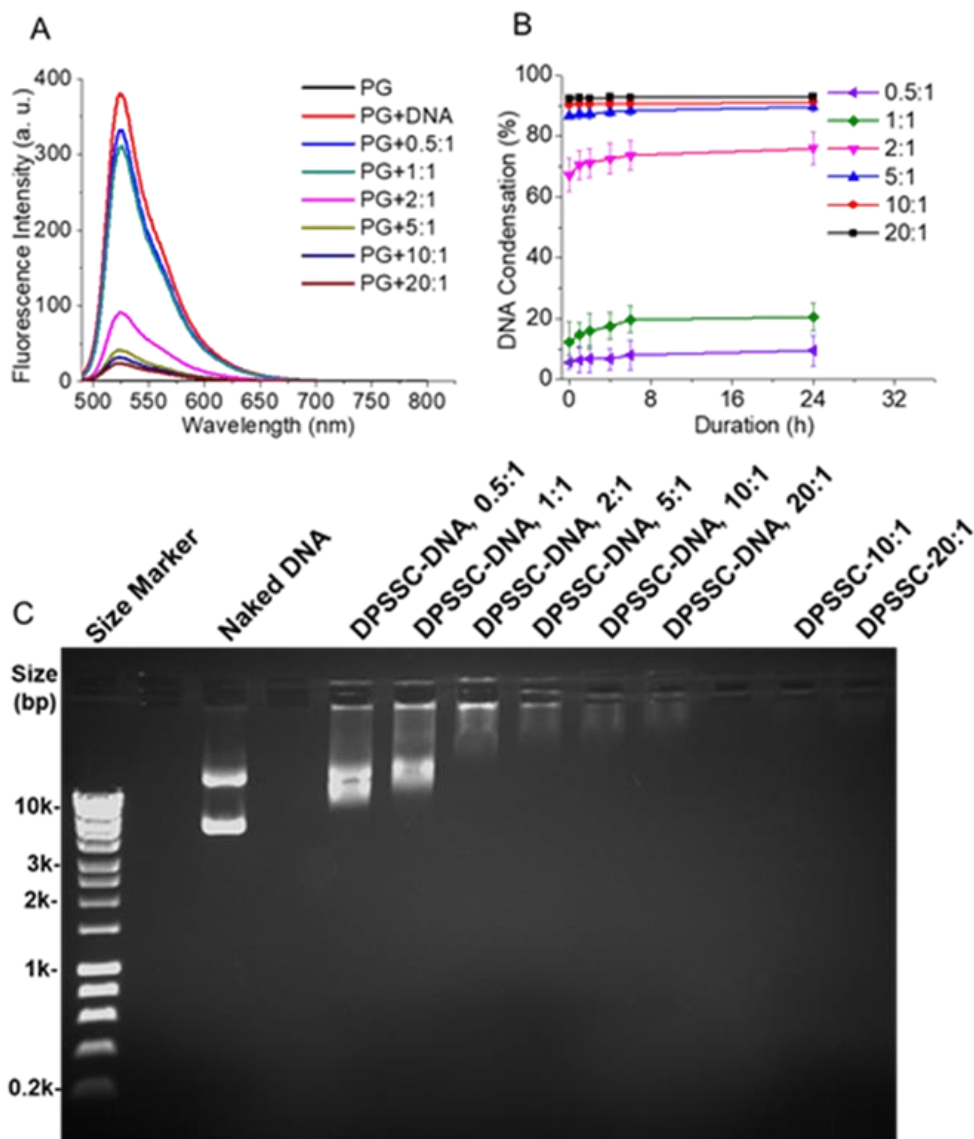 A
Fluorescence Intensity (a. u.)
400
300
200
100
0
500 550 600 650 700 750 800
Wavelength (nm)
PG
PG+DNA
PG+0.5:1
PG+1:1
PG+2:1
PG+5:1
PG+10:1
PG+20:1
B
DNA Condensation (%)
100
80
60
40
20
0
0 8 16 24 32
Duration (h)
0.5:1
1:1
2:1
5:1
10:1
20:1
C
Size Marker
Naked DNA
DPSSC-DNA, 0.5:1
DPSSC-DNA, 1:1
DPSSC-DNA, 2:1
DPSSC-DNA, 5:1
DPSSC-DNA, 10:1
DPSSC-DNA, 20:1
DPSSC-10:1
DPSSC-20:1
Size
(bp)
10k-
3k-
2k-
1k-
0.2k-